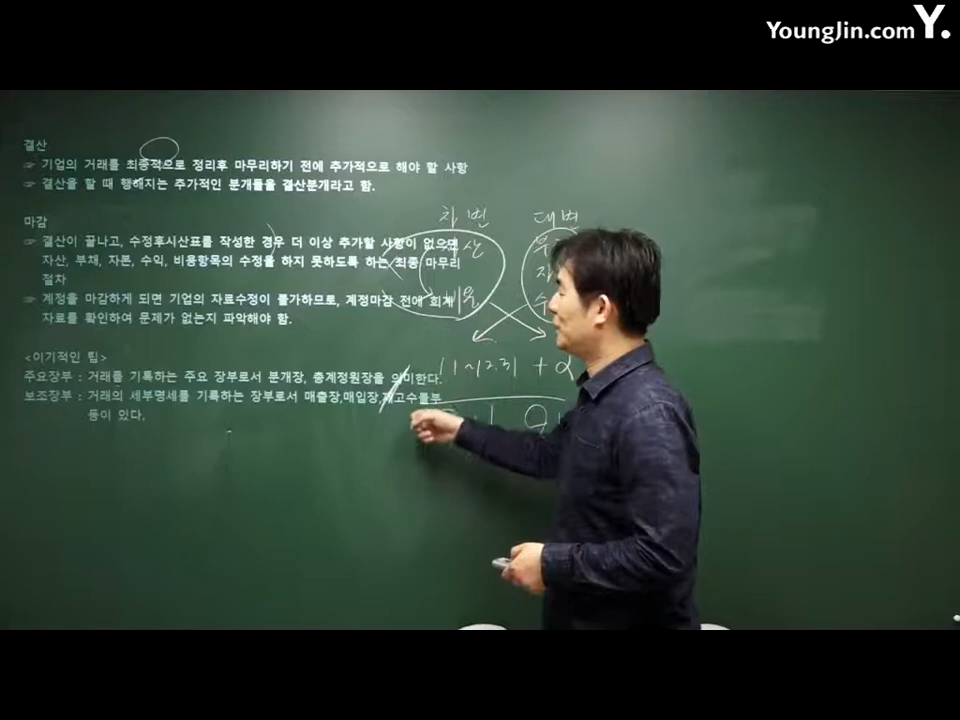 YoungJin.com Y.
결산
☞ 기업의 거래를 최종적으로 정리후 마무리하기 전에 추가적으로 해야 할 사항
☞ 결산을 할 때 행해지는 추가적인 분개들을 결산분개라고 함.
마감
☞ 결산이 끝나고, 수정후시산표를 작성한 경우 더 이상 추가할 사항이 없으면
자산, 부채, 자본, 수익, 비용항목의 수정을 하지 못하도록 하는 최종 마무리
절차
☞ 계정을 마감하게 되면 기업의 자료수정이 불가하므로, 계정마감 전에 회계
자료를 확인하여 문제가 없는지 파악해야 함.
<이기적인 팁>
주요장부 : 거래를 기록하는 주요 장부로서 분개장, 총계정원장을 의미한다.
보조장부 : 거래의 세부명세를 기록하는 장부로서 매출장,매입장,재고수불부
등이 있다.
차변 대변
산
비용
1/1~12.31 + α